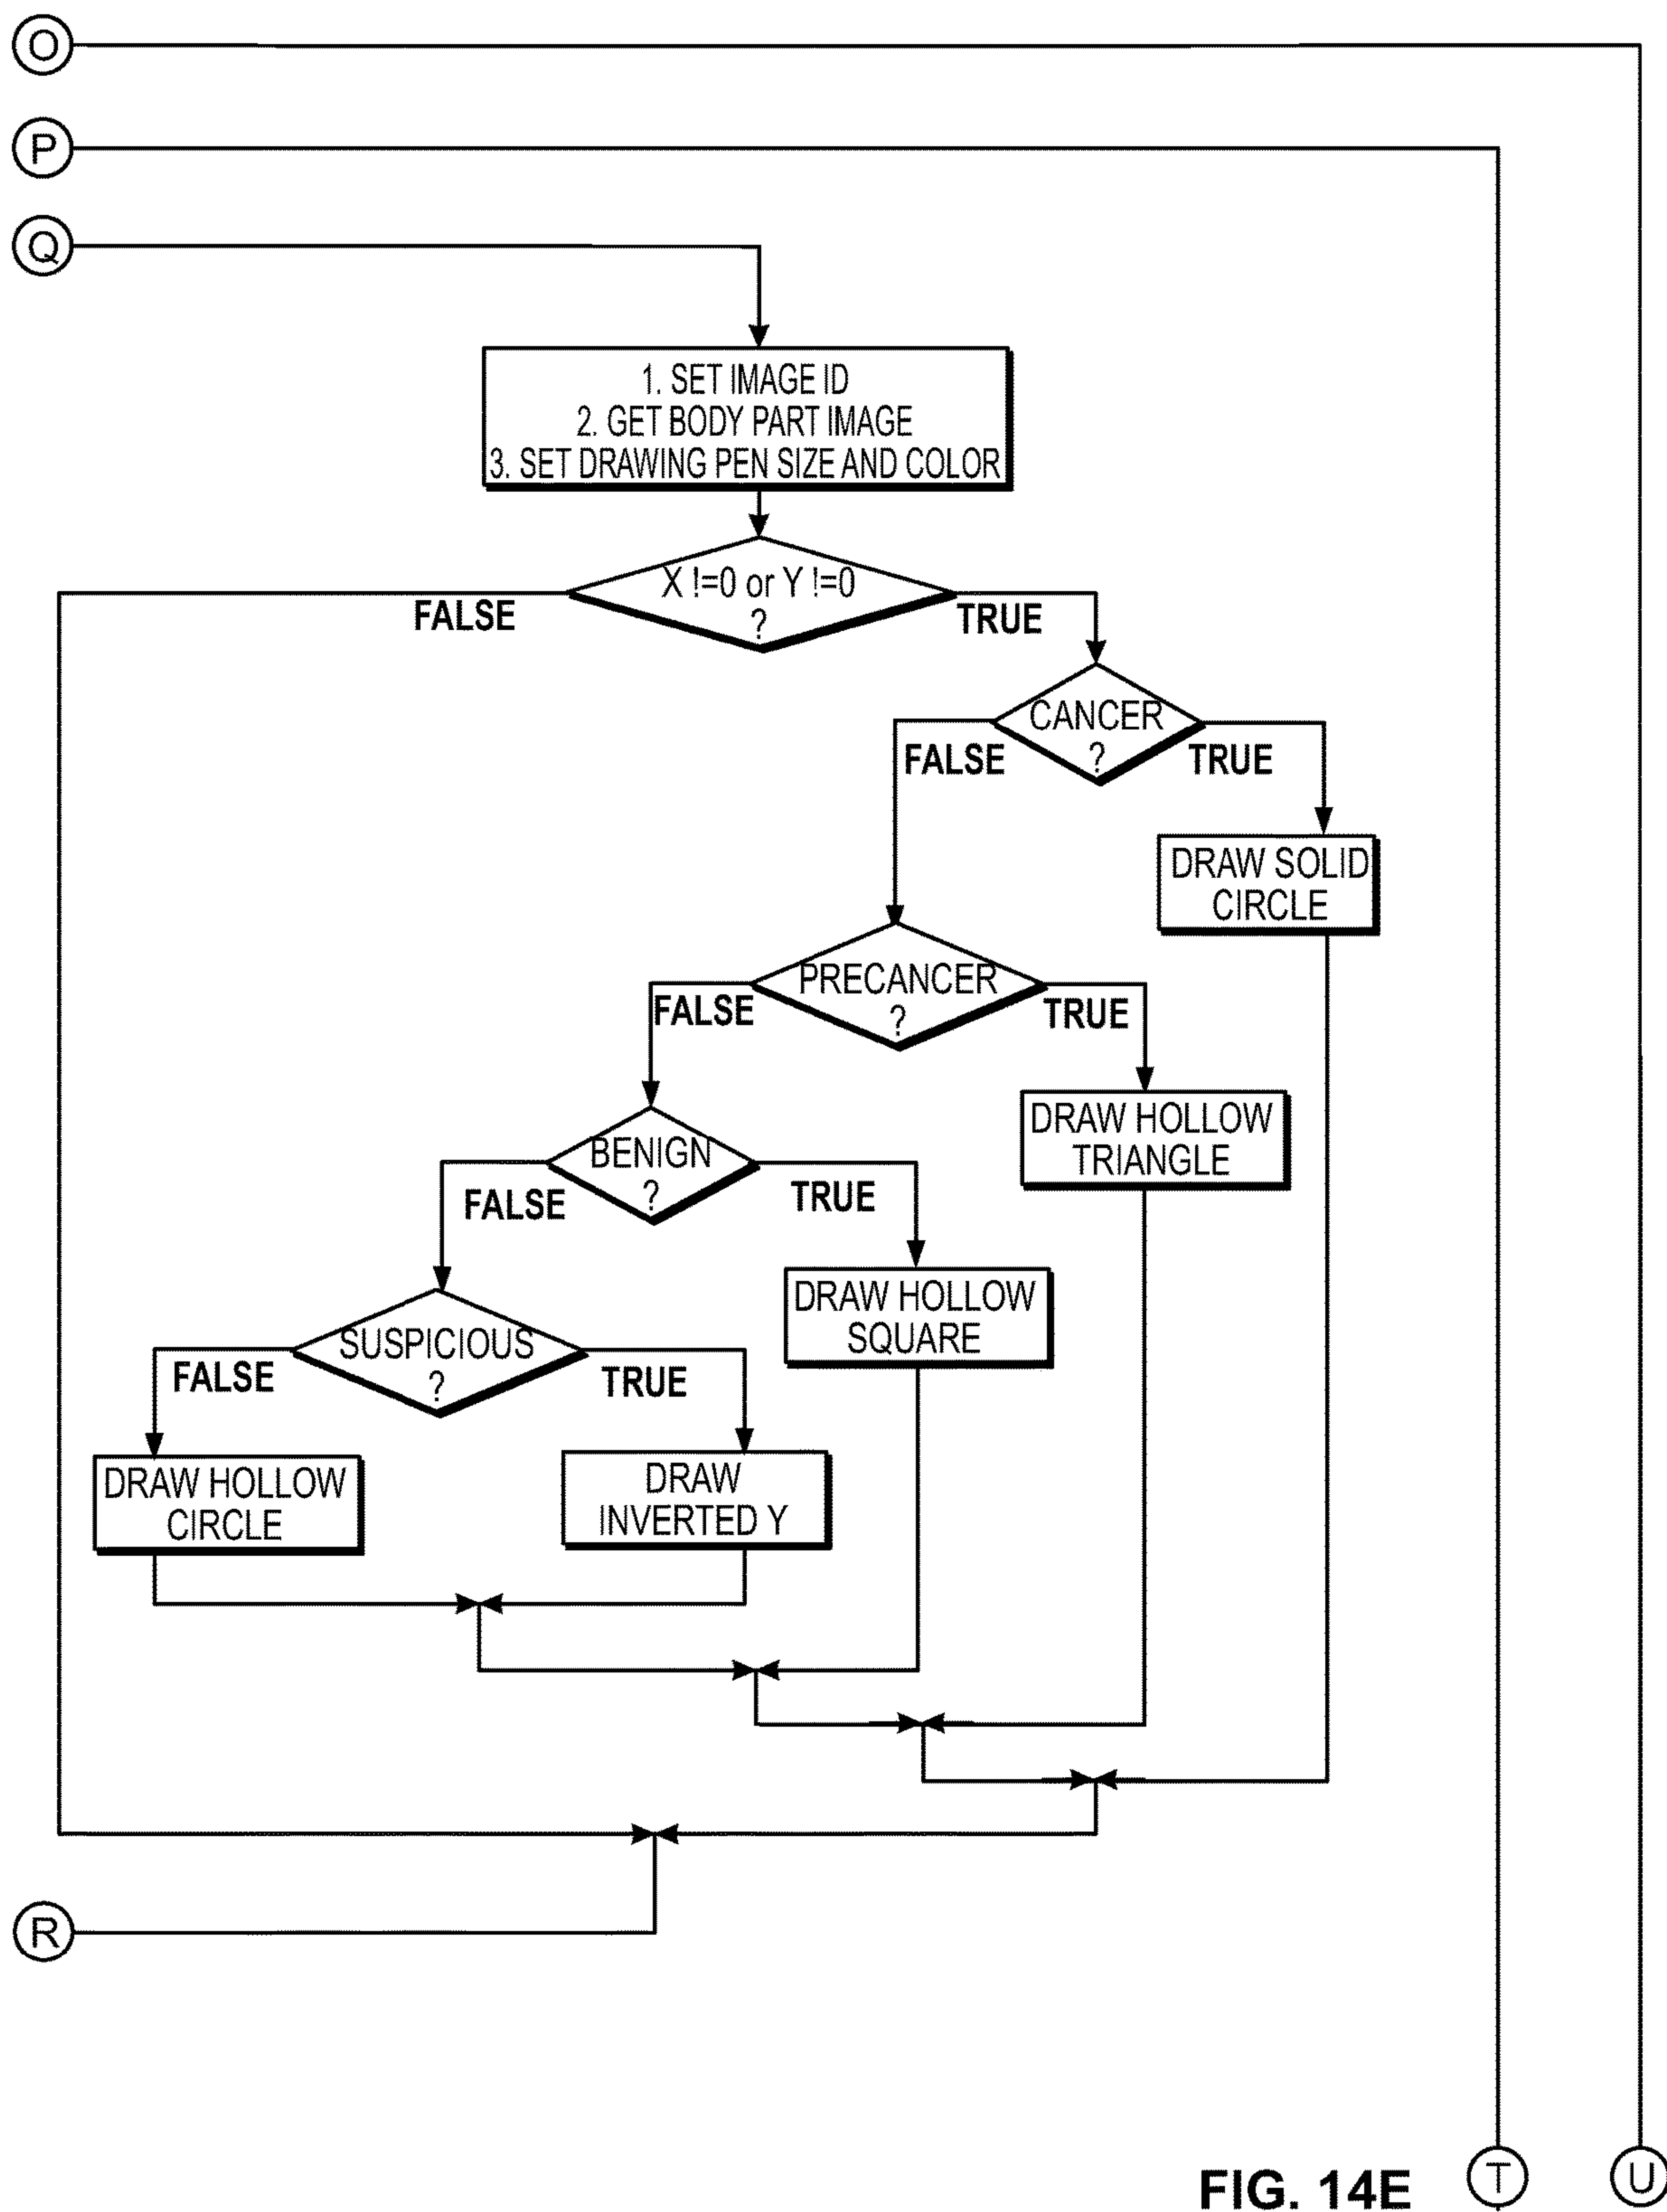 O
P
Q
1. SET IMAGE ID
2. GET BODY PART IMAGE
3. SET DRAWING PEN SIZE AND COLOR
X !=0 or Y !=0
?
FALSE
TRUE
CANCER
?
FALSE
TRUE
DRAW SOLID
CIRCLE
PRECANCER
?
FALSE
TRUE
DRAW HOLLOW
TRIANGLE
BENIGN
?
FALSE
TRUE
DRAW HOLLOW
SQUARE
SUSPICIOUS
?
FALSE
TRUE
DRAW HOLLOW
CIRCLE
DRAW
INVERTED Y
R
FIG. 14E
T
U